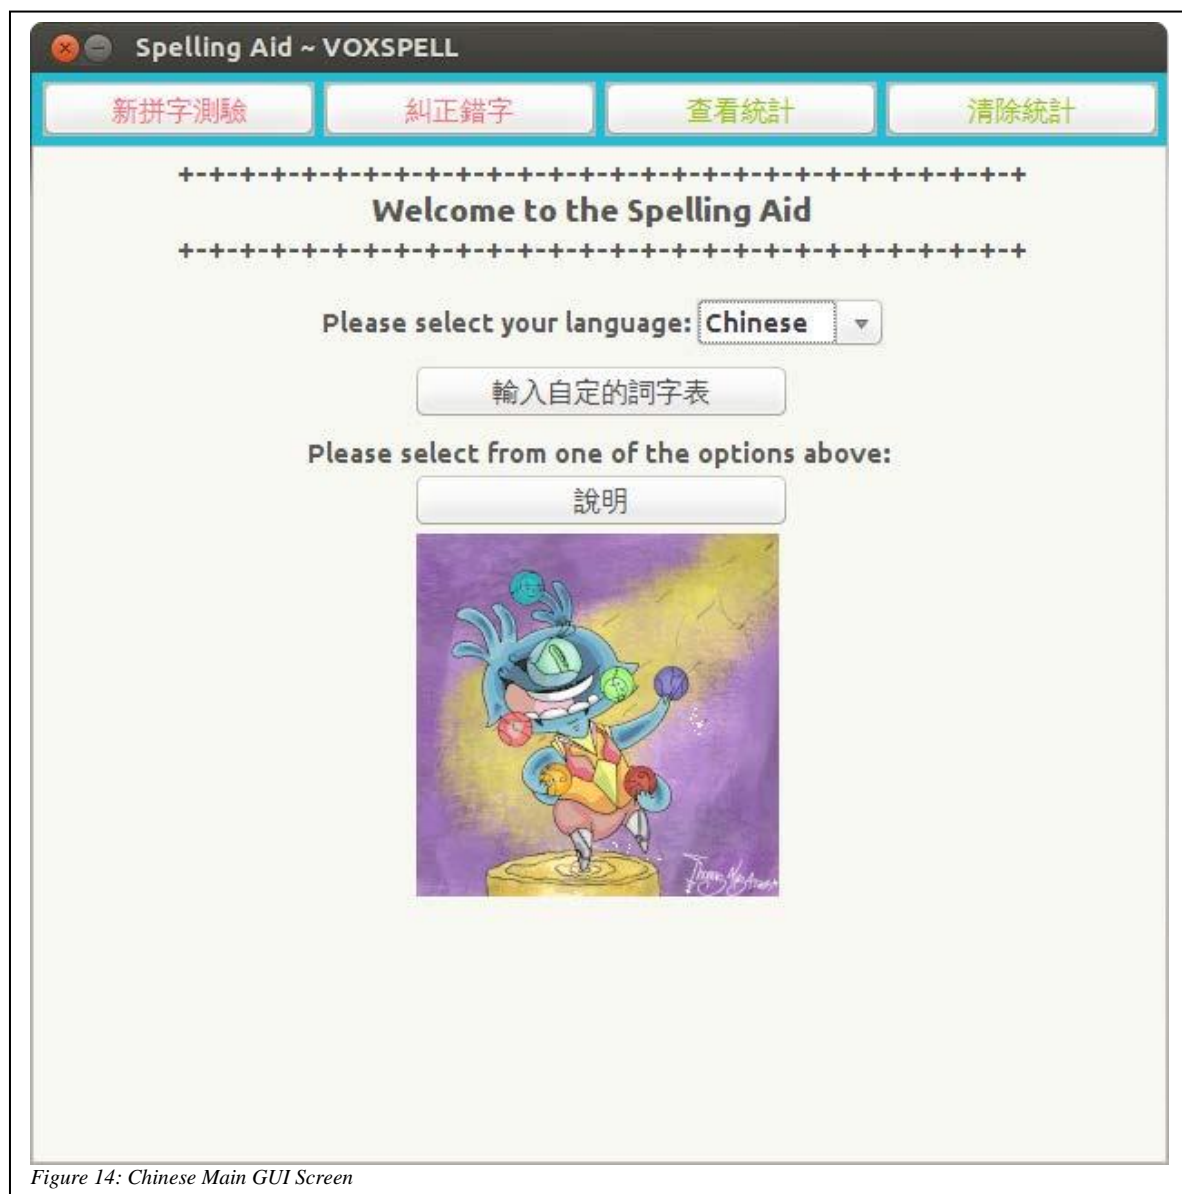 Spelling Aid ~ VOXSPELL
新拼字測驗 糾正錯字 查看統計 清除統計
+-+-+-+-+-+-+-+-+-+-+-+-+-+-+-+-+-+-+-+-+-+-+-+-+-+-+-+
Welcome to the Spelling Aid
+-+-+-+-+-+-+-+-+-+-+-+-+-+-+-+-+-+-+-+-+-+-+-+-+-+-+-+
Please select your language: Chinese
輸入自定的詞字表
Please select from one of the options above:
說明
Figure 14: Chinese Main GUI Screen